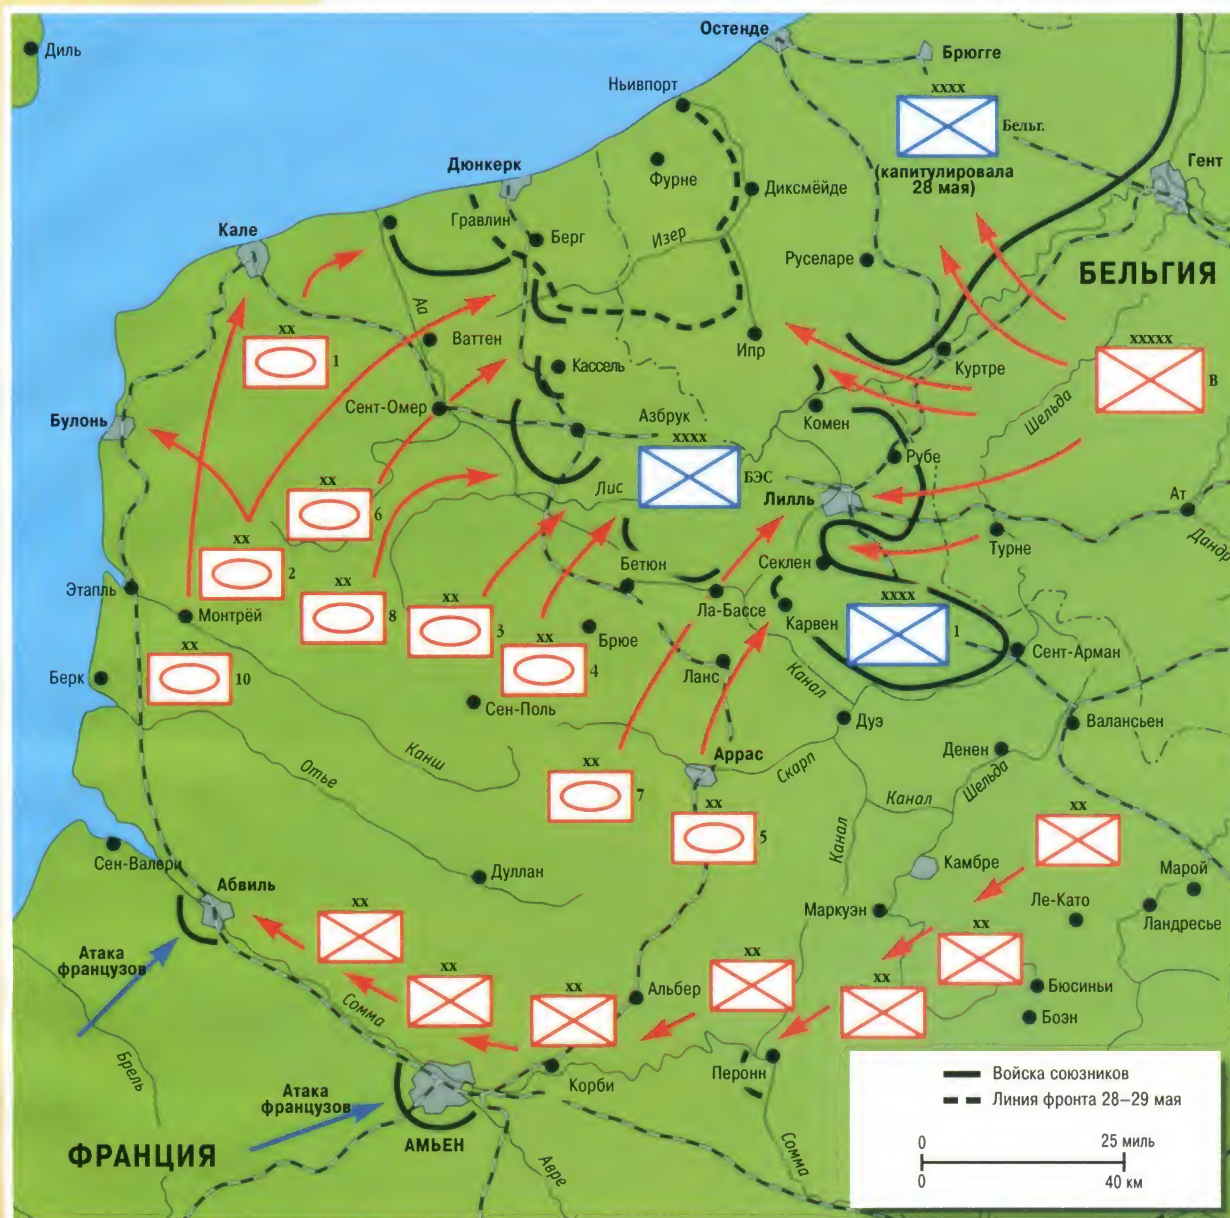 Диль
Остенде
Брюгге
Ньивпорт
xxxx
Бельг.
(капитулировала
28 мая)
Гент
Дюнкерк
Фурне
Диксмёйде
Гравлин
Берг
Изер
Кале
Руселаре
БЕЛЬГИЯ
Аа
xx
1
Ваттен
Ипр
Куртре
xxxxx
B
Кассель
Шельда
Булонь
Сент-Омер
Азбрук
Комен
xxxx
БЭС
Рубе
Лис
Лилль
Ат
xx
6
Турне
Дандр
xx
2
Этапль
Монтрёй
xx
8
xx
3
Бетюн
Секлен
Ла-Бассе
Карвен
xxxx
1
Брюе
xx
4
Сент-Арман
Берк
xx
10
Ланс
Канал
Сен-Поль
Дуэ
Валансьен
Канш
Аррас
Скарп
Денен
Отье
Шельда
xx
7
Канал
xx
5
Канал
xx
Сен-Валери
Дуллан
Камбре
Марой
Абвиль
xx
Маркуэн
Ле-Като
Ландресье
Атака
французов
xx
xx
xx
xx
xx
Альбер
Бюсиньи
Боэн
Сомма
Брель
Корби
Перонн
Атака
французов
АМЬЕН
ФРАНЦИЯ
Авре
Сомма
Войска союзников
Линия фронта 28–29 мая
0
25 миль
0
40 км